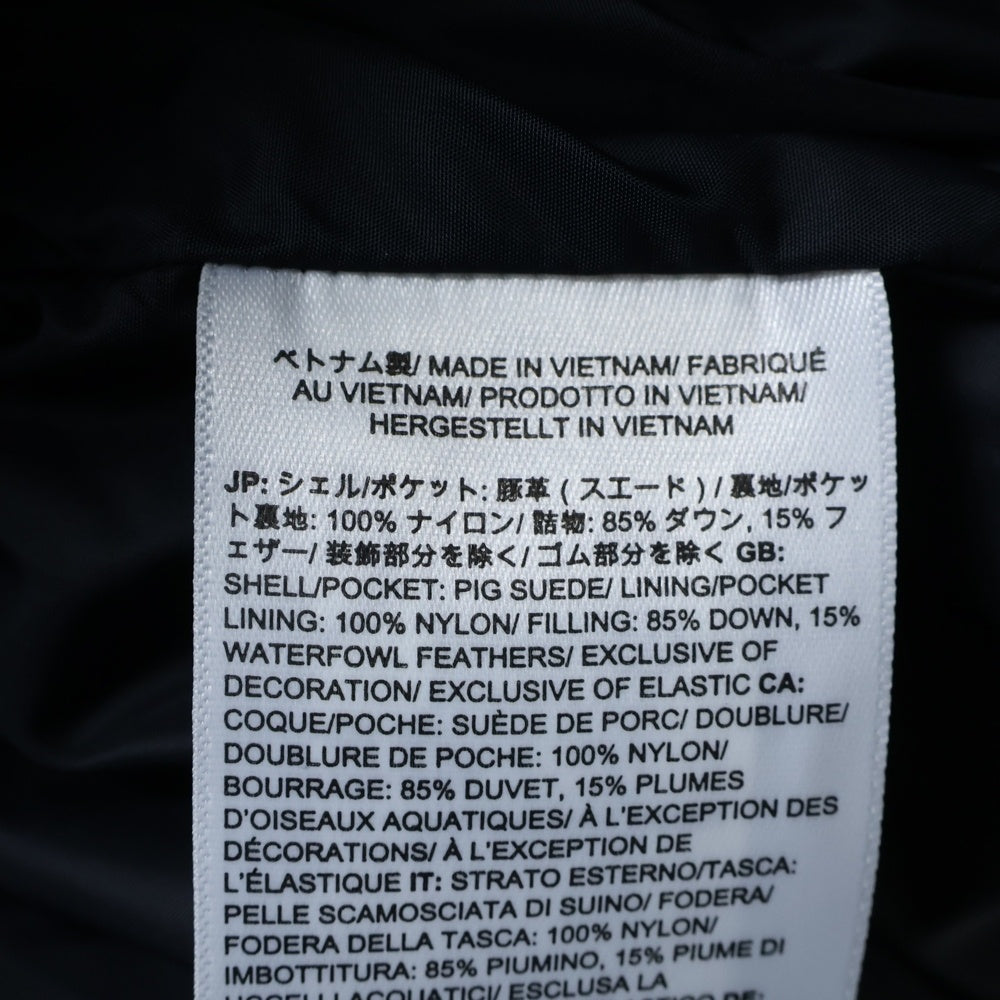 ベトナム製/ MADE IN VIETNAM/ FABRIQUÉ
AU VIETNAM/ PRODOTTO IN VIETNAM/
HERGESTELLT IN VIETNAM
JP: シェル/ポケット: 豚革 ( スエード ) / 裏地/ポケッ
ト裏地: 100% ナイロン/ 詰物: 85% ダウン, 15% フ
ェザー/ 装飾部分を除く/ ゴム部分を除く GB:
SHELL/POCKET: PIG SUEDE/ LINING/POCKET
LINING: 100% NYLON/ FILLING: 85% DOWN, 15%
WATERFOWL FEATHERS/ EXCLUSIVE OF
DECORATION/ EXCLUSIVE OF ELASTIC CA:
COQUE/POCHE: SUÈDE DE PORC/ DOUBLURE/
DOUBLURE DE POCHE: 100% NYLON/
BOURRAGE: 85% DUVET, 15% PLUMES
D'OISEAUX AQUATIQUES/ À L'EXCEPTION DES
DÉCORATIONS/ À L'EXCEPTION DE
L'ÉLASTIQUE IT: STRATO ESTERNO/TASCA:
PELLE SCAMOSCIATA DI SUINO/ FODERA/
FODERA DELLA TASCA: 100% NYLON/
IMBOTTITURA: 85% PIUMINO, 15% PIUME DI
UCCELLI ACQUATICI/ ESCLUSA LA